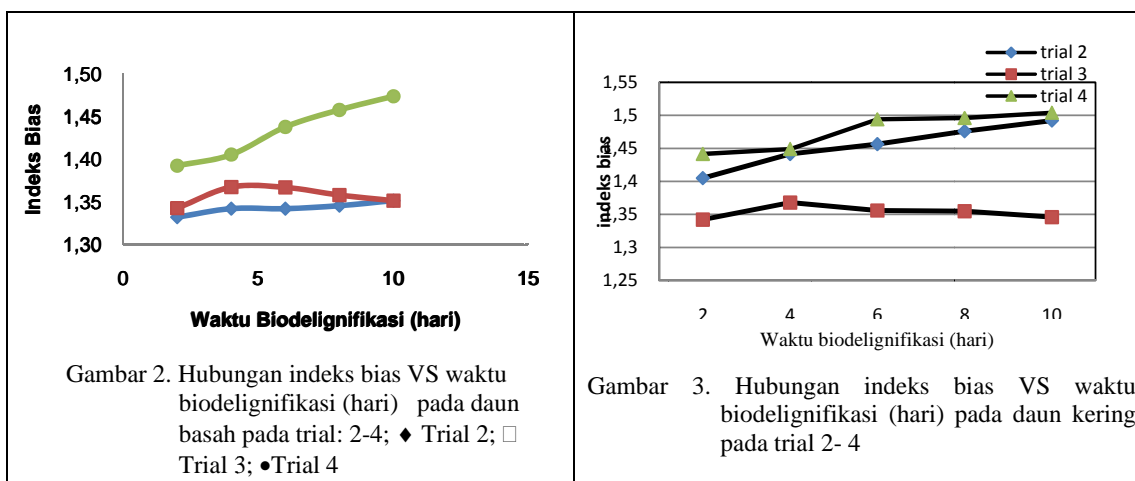 1,50
1,45
1,40
1,35
1,30
Indeks Bias
0 5 10 15
Waktu Biodelignifikasi (hari)
Gambar 2. Hubungan indeks bias VS waktu
biodelignifikasi (hari) pada daun
basah pada trial: 2-4; ♦ Trial 2; □
Trial 3; •Trial 4
trial 2
trial 3
trial 4
1,55
1,5
1,45
1,4
1,35
1,3
1,25
indeks bias
2 4 6 8 10
Waktu biodelignifikasi (hari)
Gambar 3. Hubungan indeks bias VS waktu
biodelignifikasi (hari) pada daun kering
pada trial 2- 4